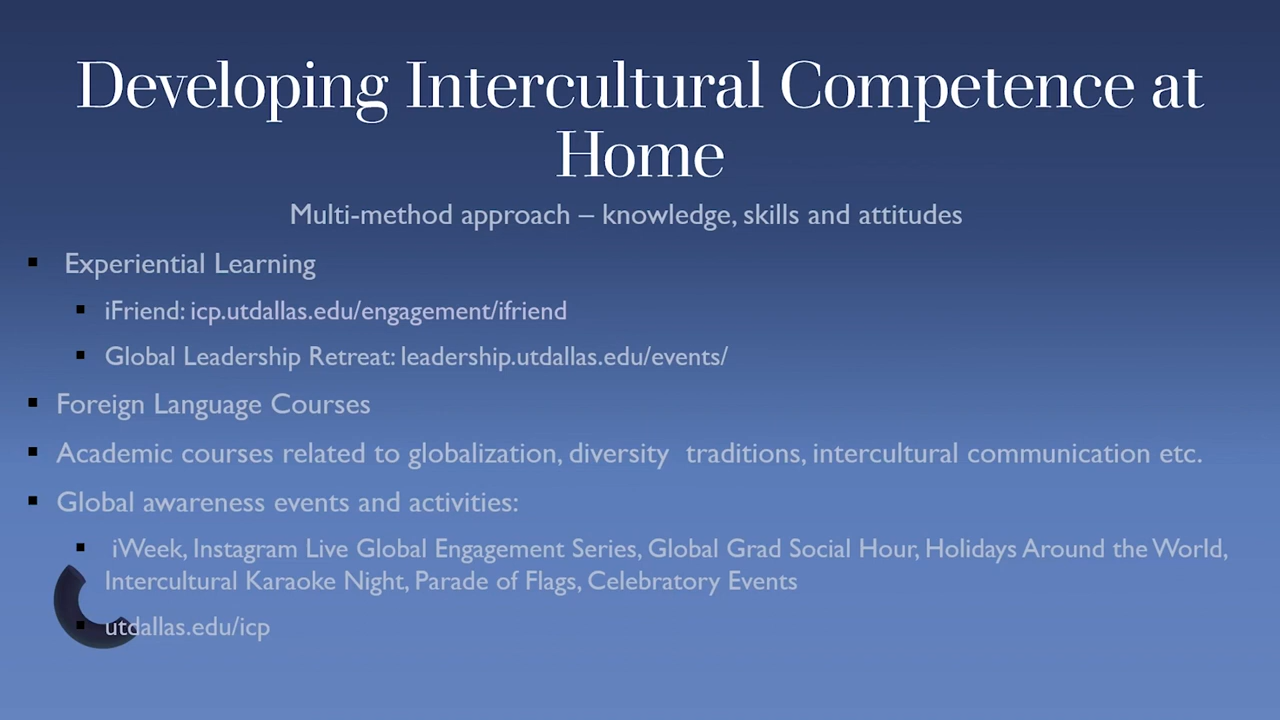 Developing Intercultural Competence at
Home
Multi-method approach – knowledge, skills and attitudes
▪ Experiential Learning
▪ iFriend: icp.utdallas.edu/engagement/ifriend
▪ Global Leadership Retreat: leadership.utdallas.edu/events/
▪ Foreign Language Courses
▪ Academic courses related to globalization, diversity  traditions, intercultural communication etc.
▪ Global awareness events and activities:
▪ iWeek, Instagram Live Global Engagement Series, Global Grad Social Hour, Holidays Around the World,
Intercultural Karaoke Night, Parade of Flags, Celebratory Events
▪ utdallas.edu/icp